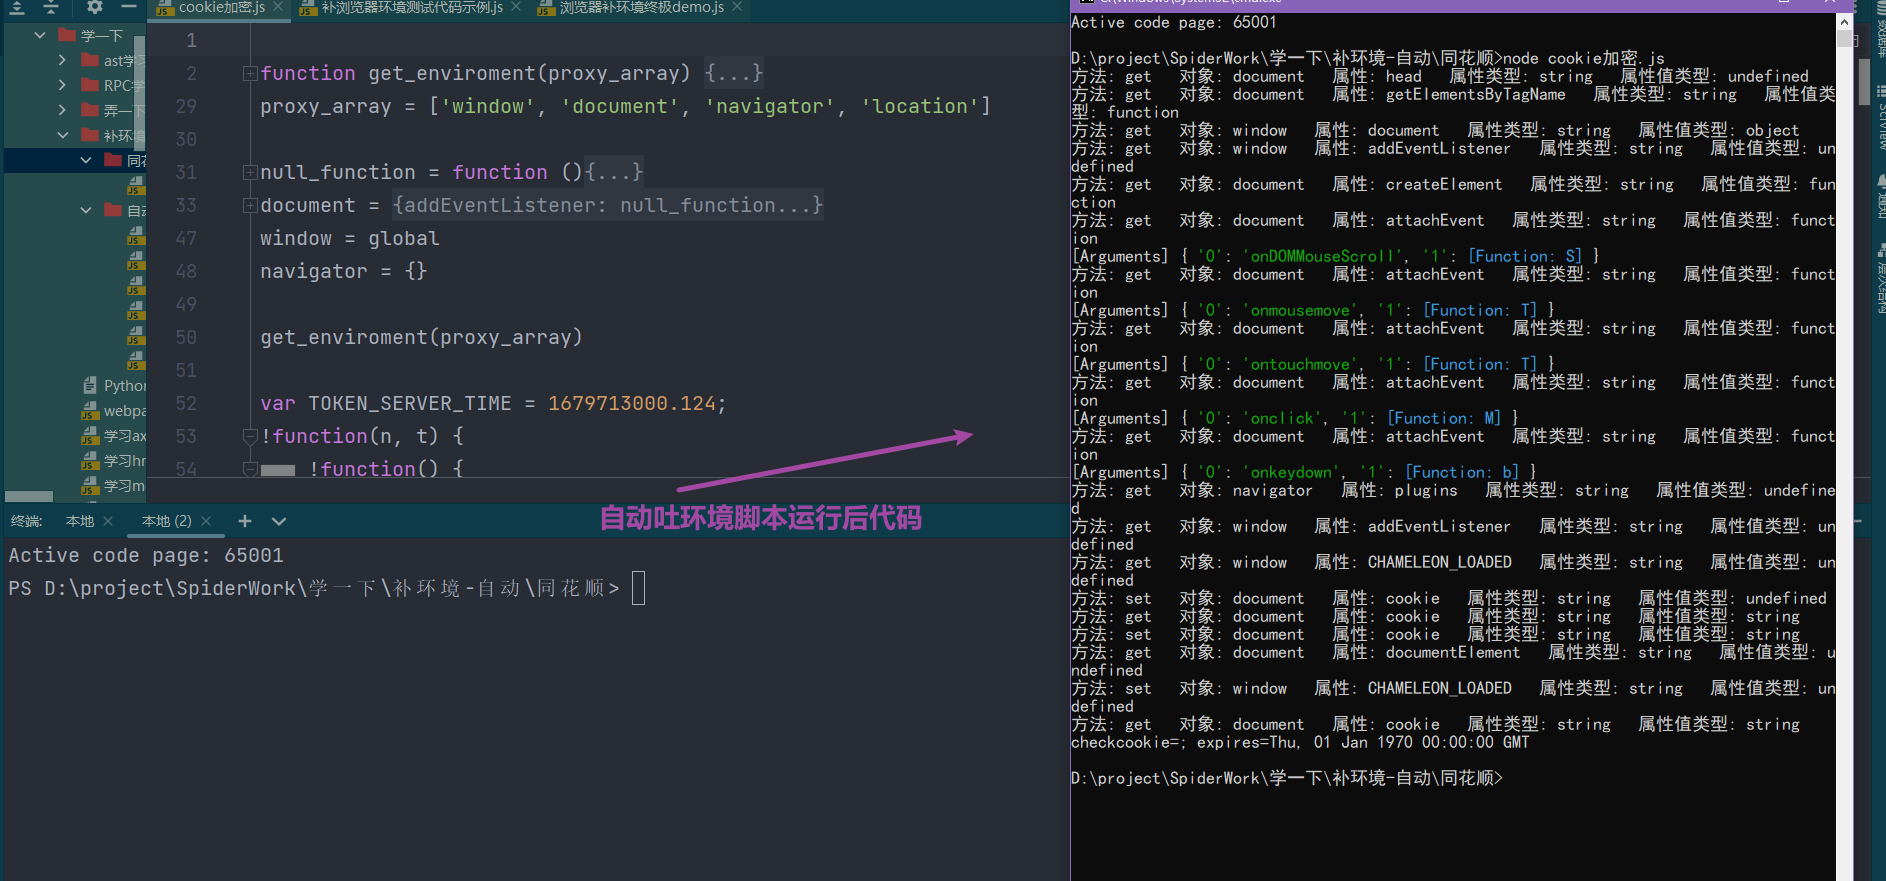 cookie加密.js
补浏览器环境测试代码示例.js
浏览器补环境终极demo.js
学一下
ast学
RPC
弄一下
补环境
同
自
Python
webpa
学习ax
学习hr
学习m
1
2 function get_enviroment(proxy_array) {...}
29 proxy_array = ['window', 'document', 'navigator', 'location']
30
31 null_function = function (){...}
33 document = {addEventListener: null_function...}
47 window = global
48 navigator = {}
49
50 get_enviroment(proxy_array)
51
52 var TOKEN_SERVER_TIME = 1679713000.124;
53 !function(n, t) {
54 !function() {
自动吐环境脚本运行后代码
终端: 本地 本地 (2)
Active code page: 65001
PS D:\project\SpiderWork\学一下\补环境-自动\同花顺>
Active code page: 65001
D:\project\SpiderWork\学一下\补环境-自动\同花顺>node cookie加密.js
方法: get 对象: document 属性: head 属性类型: string 属性值类型: undefined
方法: get 对象: document 属性: getElementsByTagName 属性类型: string 属性值类
型: function
方法: get 对象: window 属性: document 属性类型: string 属性值类型: object
方法: get 对象: window 属性: addEventListener 属性类型: string 属性值类型: un
defined
方法: get 对象: document 属性: createElement 属性类型: string 属性值类型: fun
ction
方法: get 对象: document 属性: attachEvent 属性类型: string 属性值类型: funct
ion
[Arguments] { '0': 'onDOMMouseScroll', '1': [Function: S] }
方法: get 对象: document 属性: attachEvent 属性类型: string 属性值类型: funct
ion
[Arguments] { '0': 'onmousemove', '1': [Function: T] }
方法: get 对象: document 属性: attachEvent 属性类型: string 属性值类型: funct
ion
[Arguments] { '0': 'ontouchmove', '1': [Function: T] }
方法: get 对象: document 属性: attachEvent 属性类型: string 属性值类型: funct
ion
[Arguments] { '0': 'onclick', '1': [Function: M] }
方法: get 对象: document 属性: attachEvent 属性类型: string 属性值类型: funct
ion
[Arguments] { '0': 'onkeydown', '1': [Function: b] }
方法: get 对象: navigator 属性: plugins 属性类型: string 属性值类型: undefine
d
方法: get 对象: window 属性: addEventListener 属性类型: string 属性值类型: un
defined
方法: get 对象: window 属性: CHAMELEON_LOADED 属性类型: string 属性值类型: un
defined
方法: set 对象: document 属性: cookie 属性类型: string 属性值类型: undefined
方法: get 对象: document 属性: cookie 属性类型: string 属性值类型: string
方法: set 对象: document 属性: cookie 属性类型: string 属性值类型: string
方法: get 对象: document 属性: documentElement 属性类型: string 属性值类型: u
ndefined
方法: set 对象: window 属性: CHAMELEON_LOADED 属性类型: string 属性值类型: un
defined
方法: get 对象: document 属性: cookie 属性类型: string 属性值类型: string
checkcookie=; expires=Thu, 01 Jan 1970 00:00:00 GMT
D:\project\SpiderWork\学一下\补环境-自动\同花顺>
数据库
SciView
通知